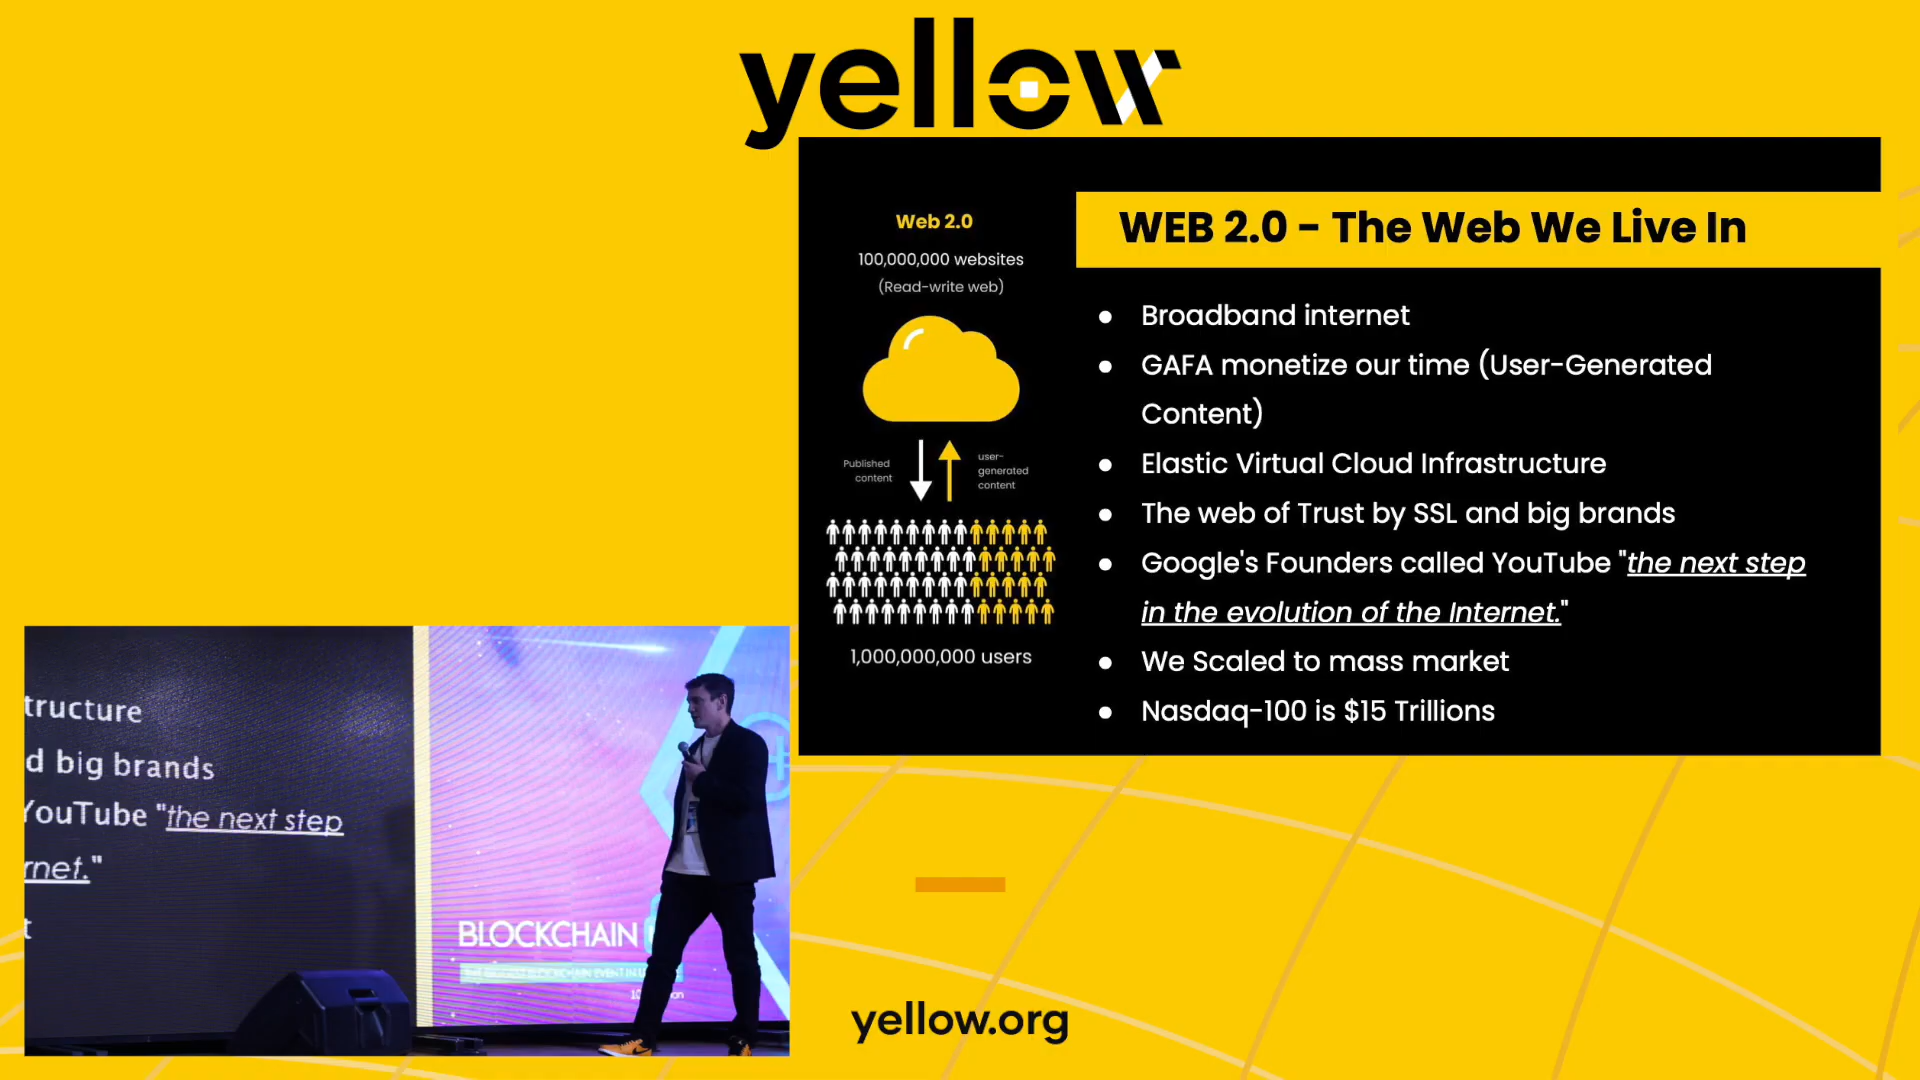 yellow
Web 2.0
100,000,000 websites
(Read-write web)
Published
content
user-
generated
content
1,000,000,000 users
WEB 2.0 - The Web We Live In
● Broadband internet
● GAFA monetize our time (User-Generated
Content)
● Elastic Virtual Cloud Infrastructure
● The web of Trust by SSL and big brands
● Google's Founders called YouTube "the next step
in the evolution of the Internet."
● We Scaled to mass market
● Nasdaq-100 is $15 Trillions
tructure
d big brands
YouTube "the next step
rnet."
t
BLOCKCHAIN
yellow.org